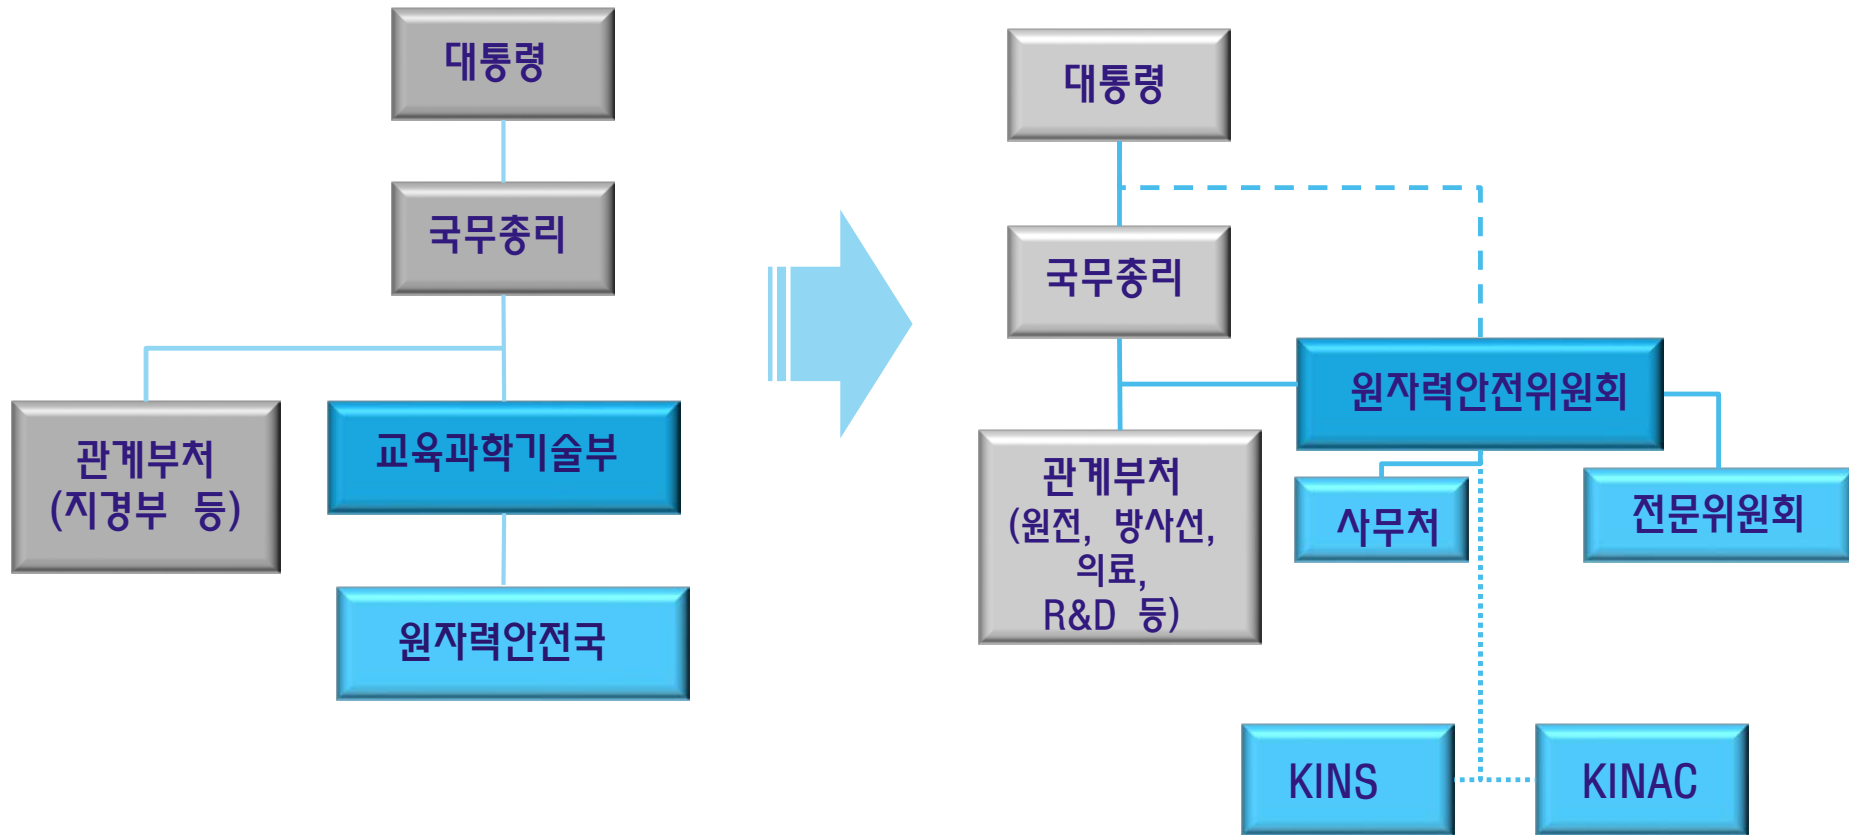 대통령
국무총리
관계부처
(지경부 등)
교육과학기술부
원자력안전국
대통령
국무총리
원자력안전위원회
관계부처
(원전, 방사선,
의료,
R&D 등)
사무처
전문위원회
KINS
KINAC